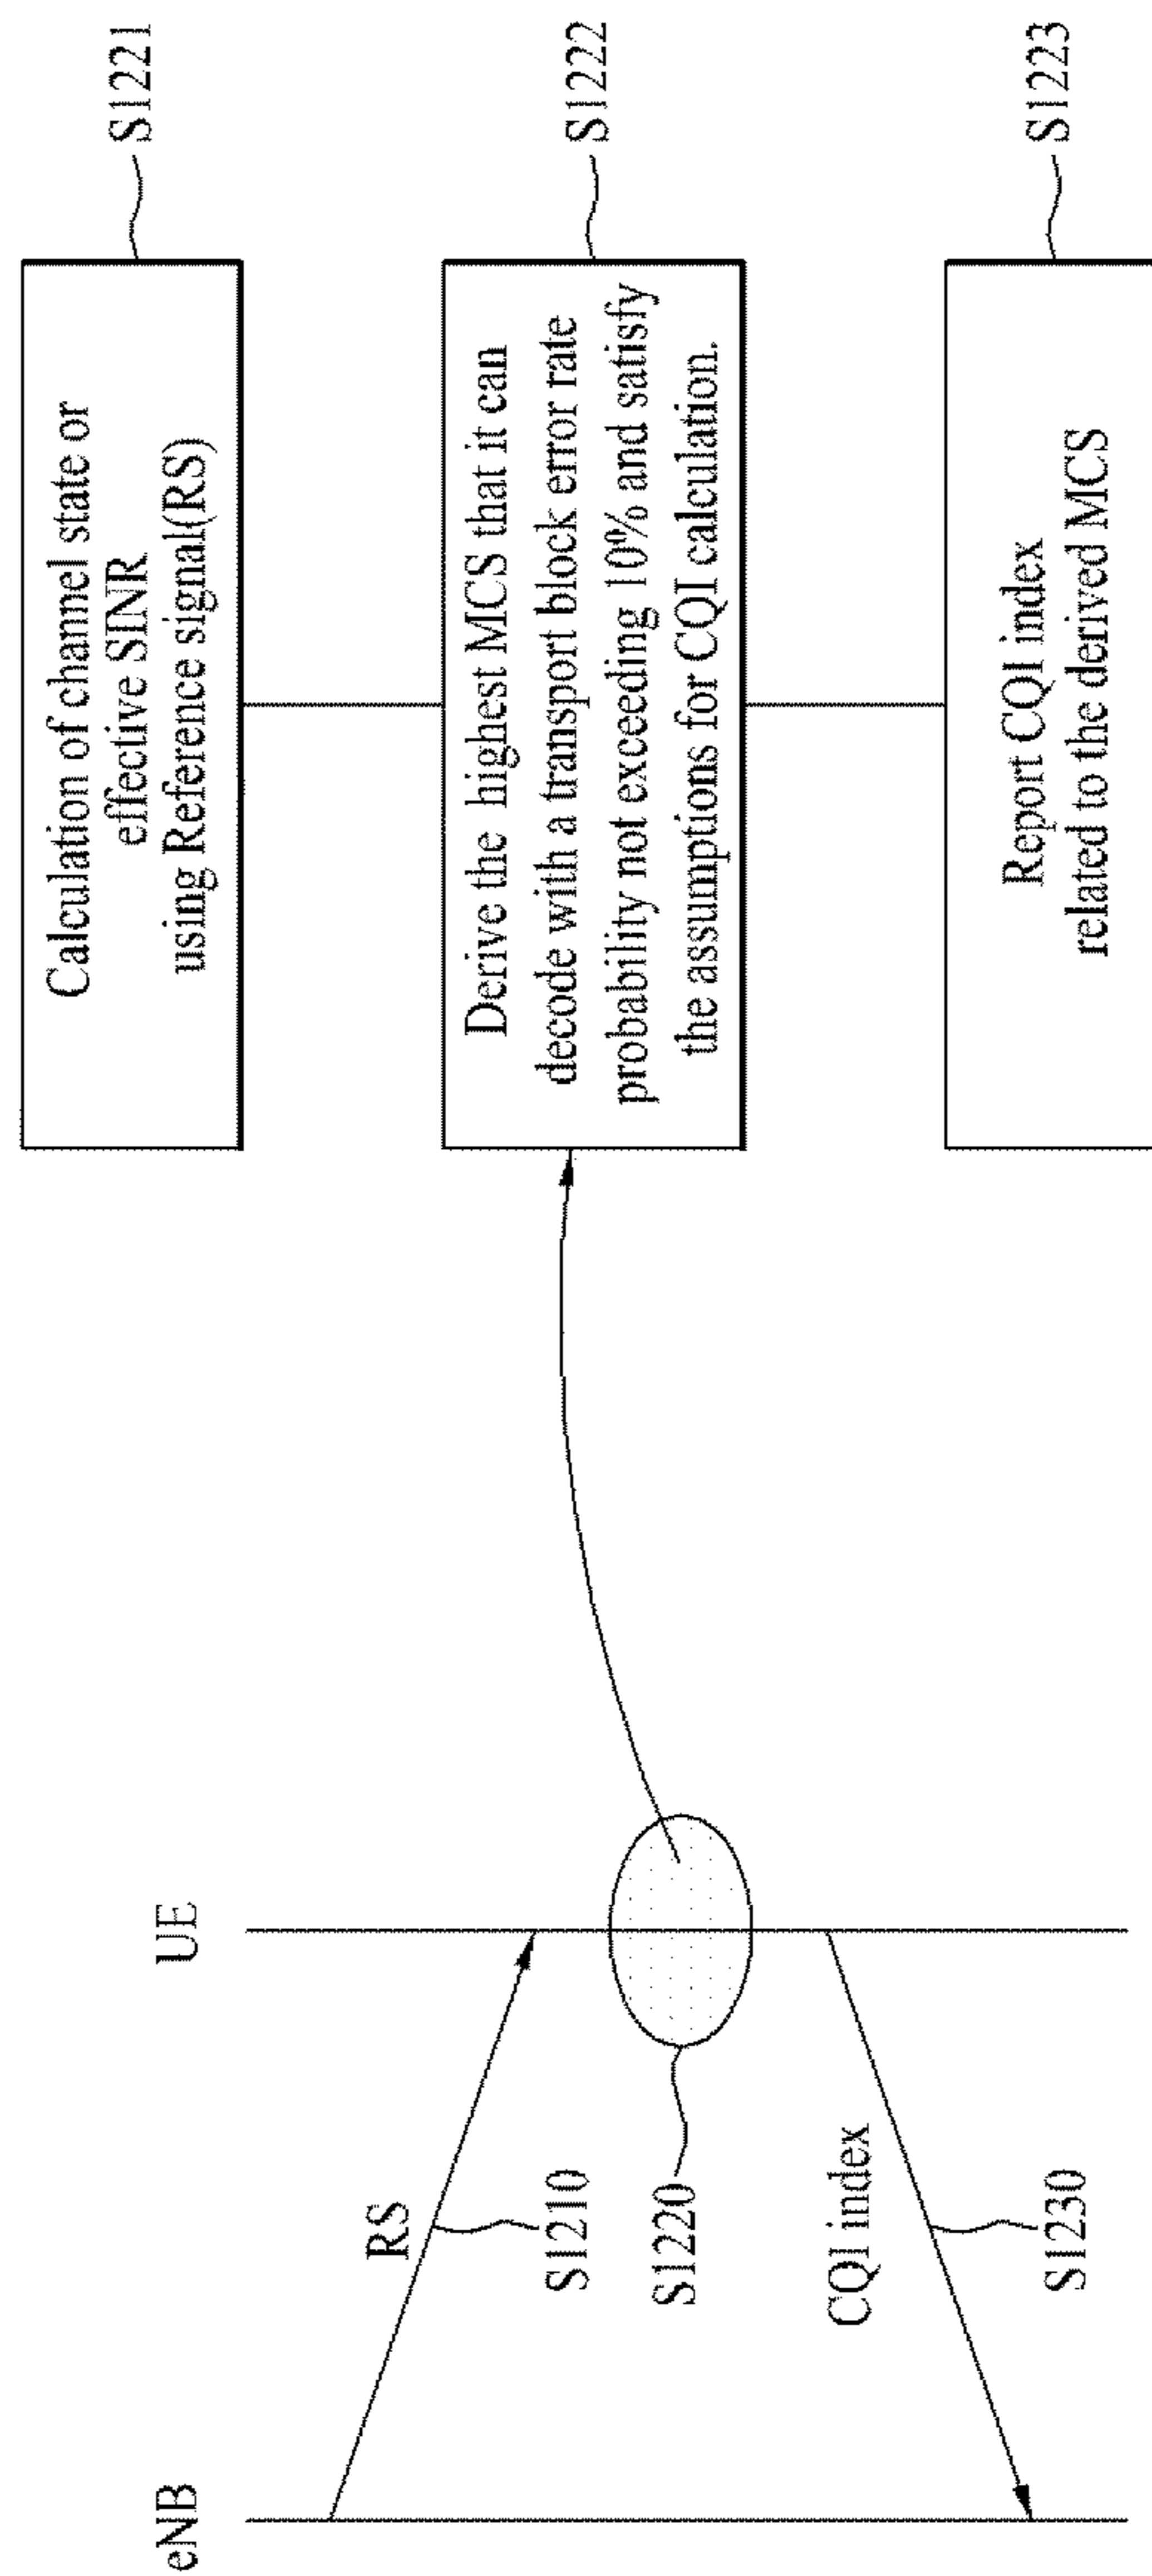 eNB
UE
RS
S1210
S1220
CQI index
S1230
Calculation of channel state or
effective SINR
using Reference signal(RS)
S1221
Derive the highest MCS that it can
decode with a transport block error rate
probability not exceeding 10% and satisfy
the assumptions for CQI calculation.
S1222
Report CQI index
related to the derived MCS
S1223